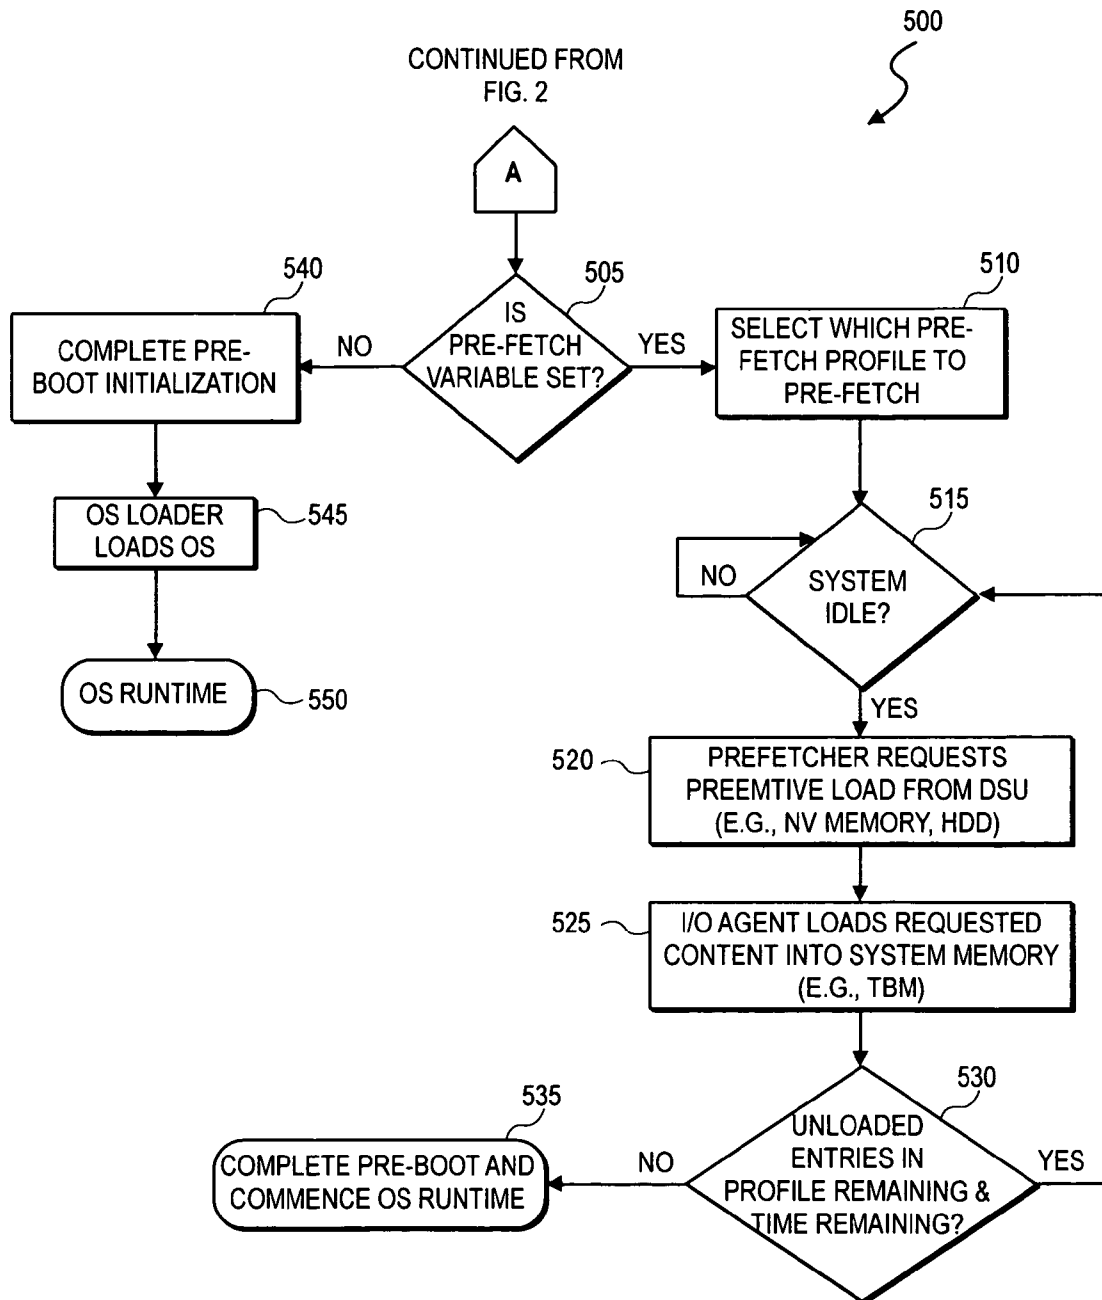 500
CONTINUED FROM
FIG. 2
A
540
505
510
IS
PRE-FETCH
VARIABLE SET?
NO
YES
COMPLETE PRE-
BOOT INITIALIZATION
SELECT WHICH PRE-
FETCH PROFILE TO
PRE-FETCH
OS LOADER
LOADS OS
545
515
NO
SYSTEM
IDLE?
OS RUNTIME
550
YES
520
PREFETCHER REQUESTS
PREEMTIVE LOAD FROM DSU
(E.G., NV MEMORY, HDD)
525
I/O AGENT LOADS REQUESTED
CONTENT INTO SYSTEM MEMORY
(E.G., TBM)
530
535
UNLOADED
ENTRIES IN
PROFILE REMAINING &
TIME REMAINING?
NO
YES
COMPLETE PRE-BOOT AND
COMMENCE OS RUNTIME